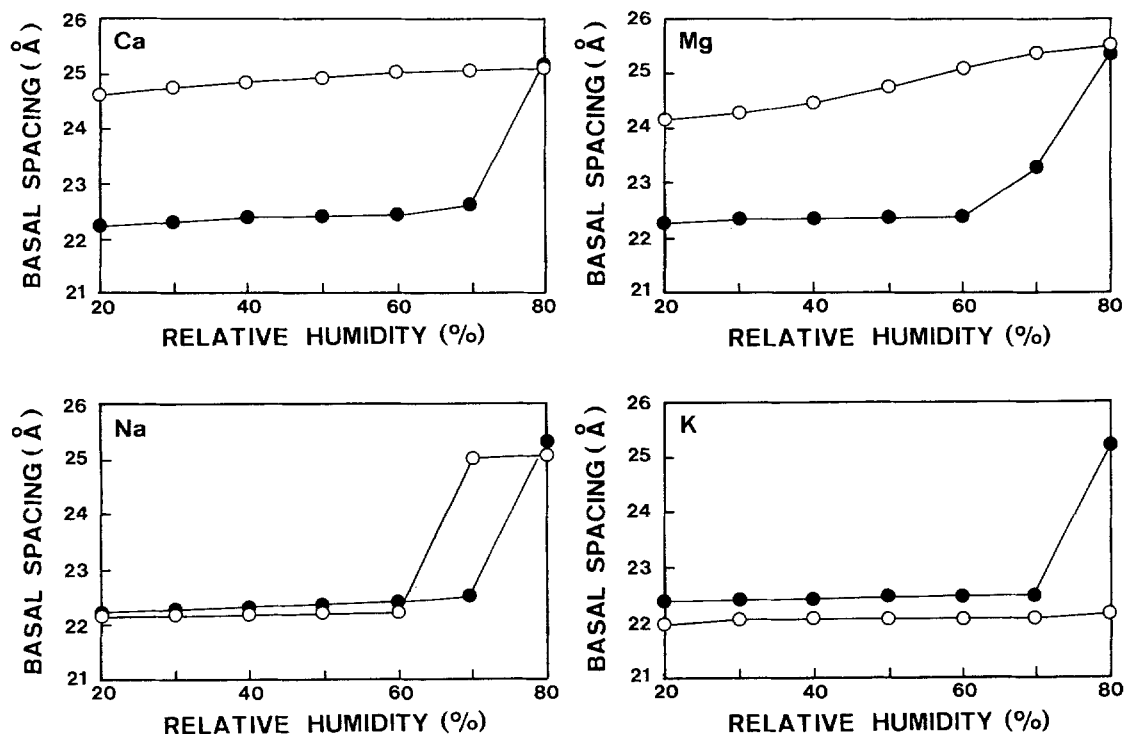 Ca
BASAL SPACING (Å)
26
25
24
23
22
21
20 40 60 80
RELATIVE HUMIDITY (%)
Mg
BASAL SPACING (Å)
26
25
24
23
22
21
20 40 60 80
RELATIVE HUMIDITY (%)
Na
BASAL SPACING (Å)
26
25
24
23
22
21
20 40 60 80
RELATIVE HUMIDITY (%)
K
BASAL SPACING (Å)
26
25
24
23
22
21
20 40 60 80
RELATIVE HUMIDITY (%)